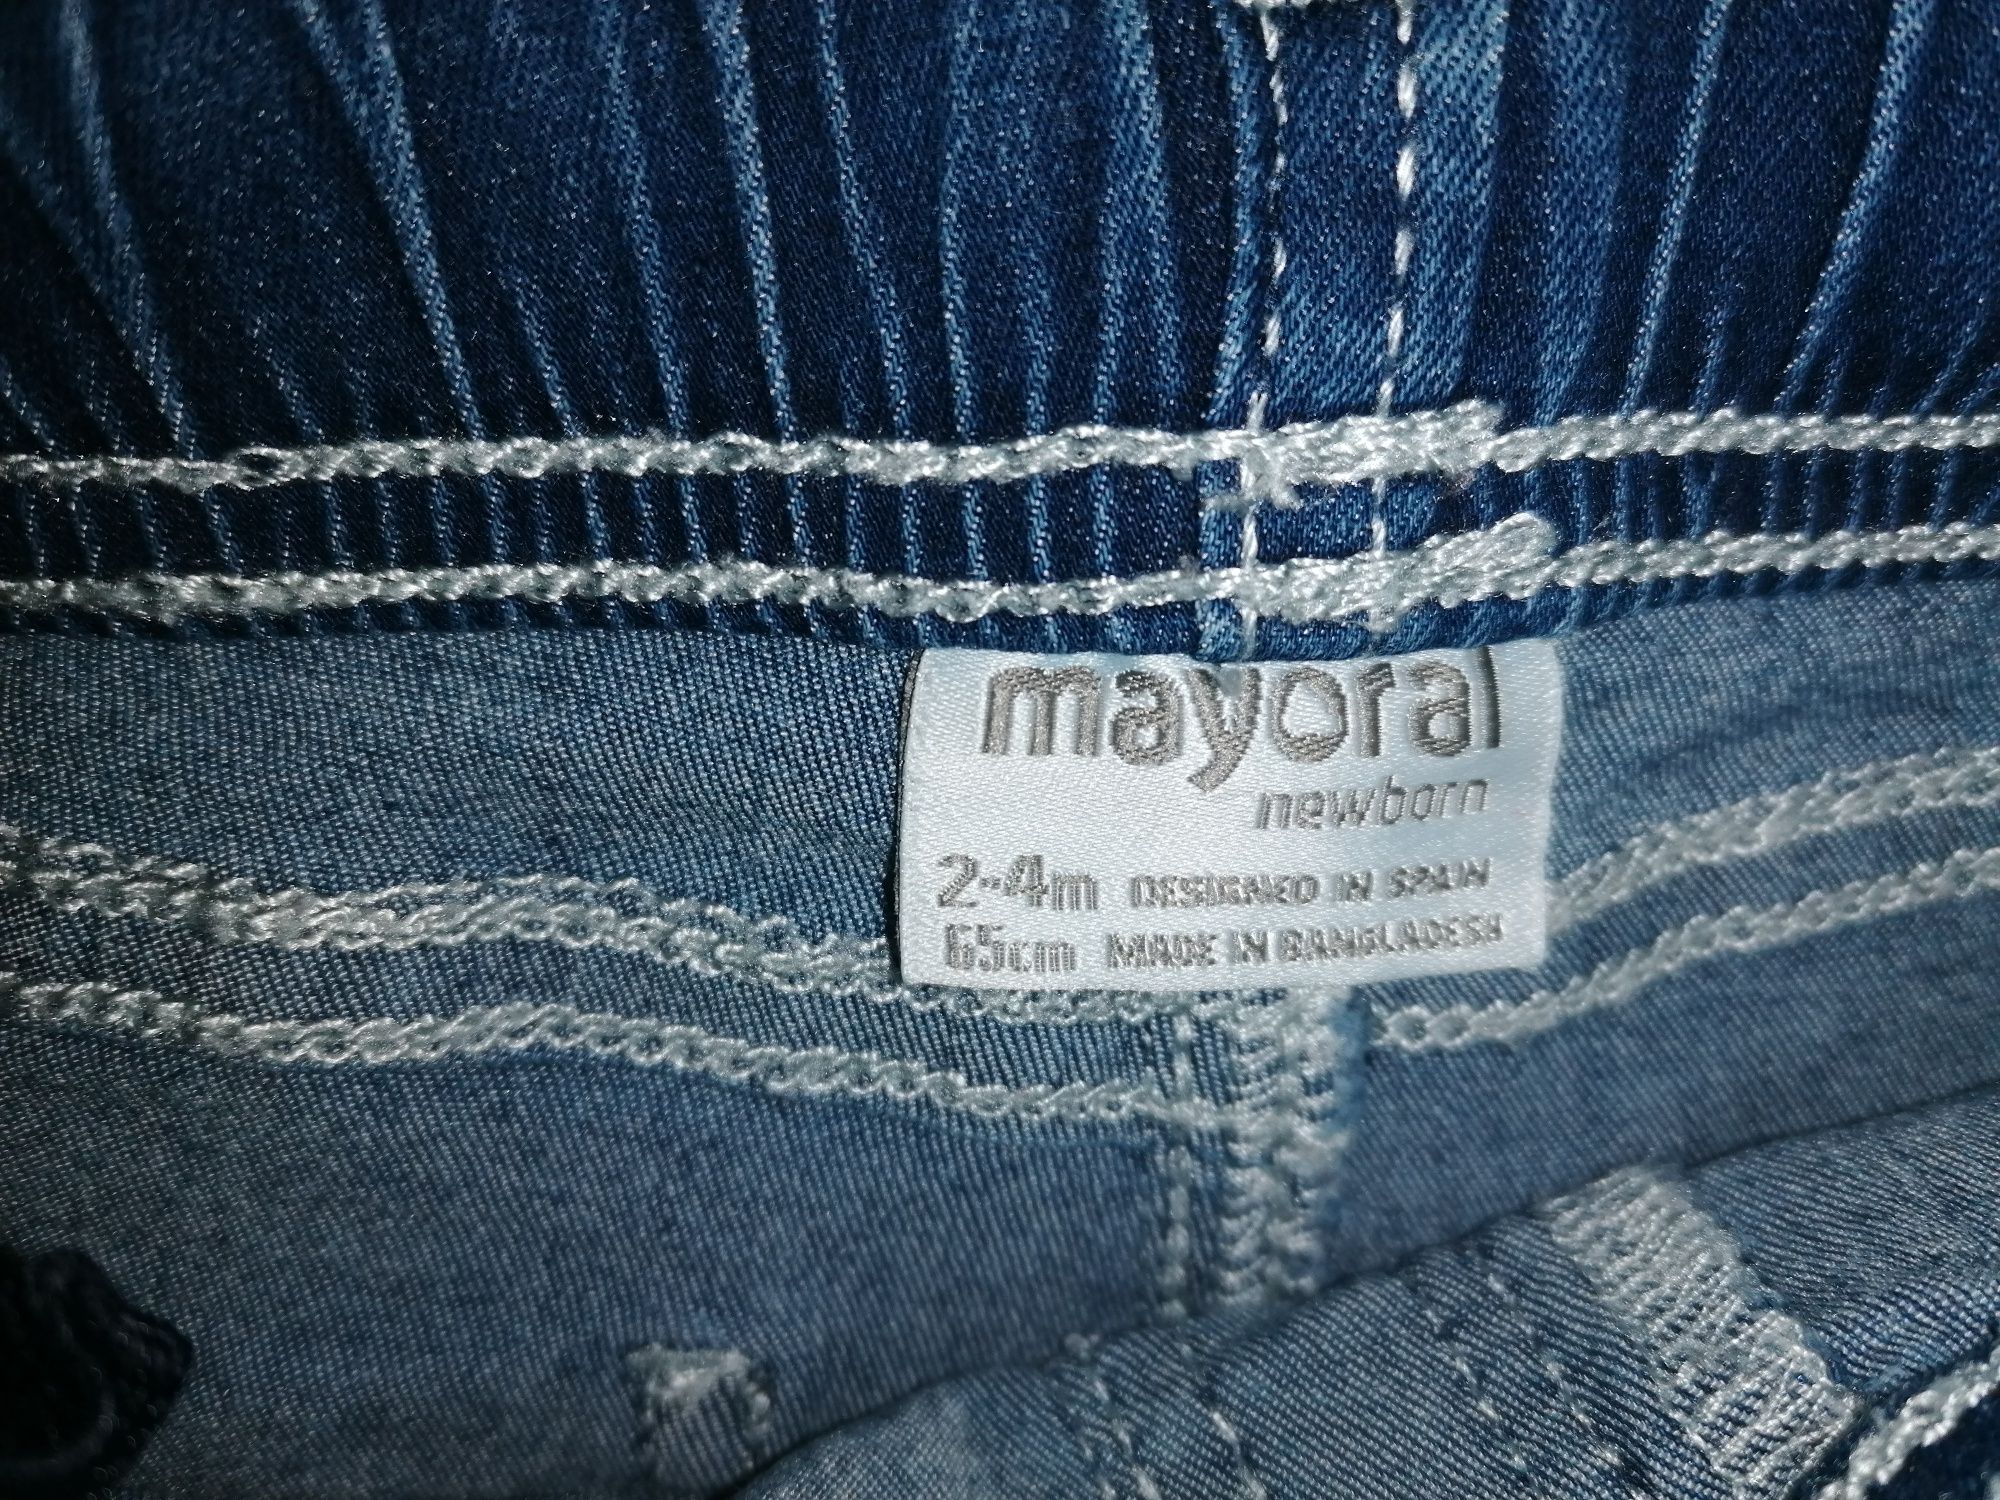 mayoral
newborn
2-4m DESIGNED IN SPAIN
65cm MADE IN BANGLADESH